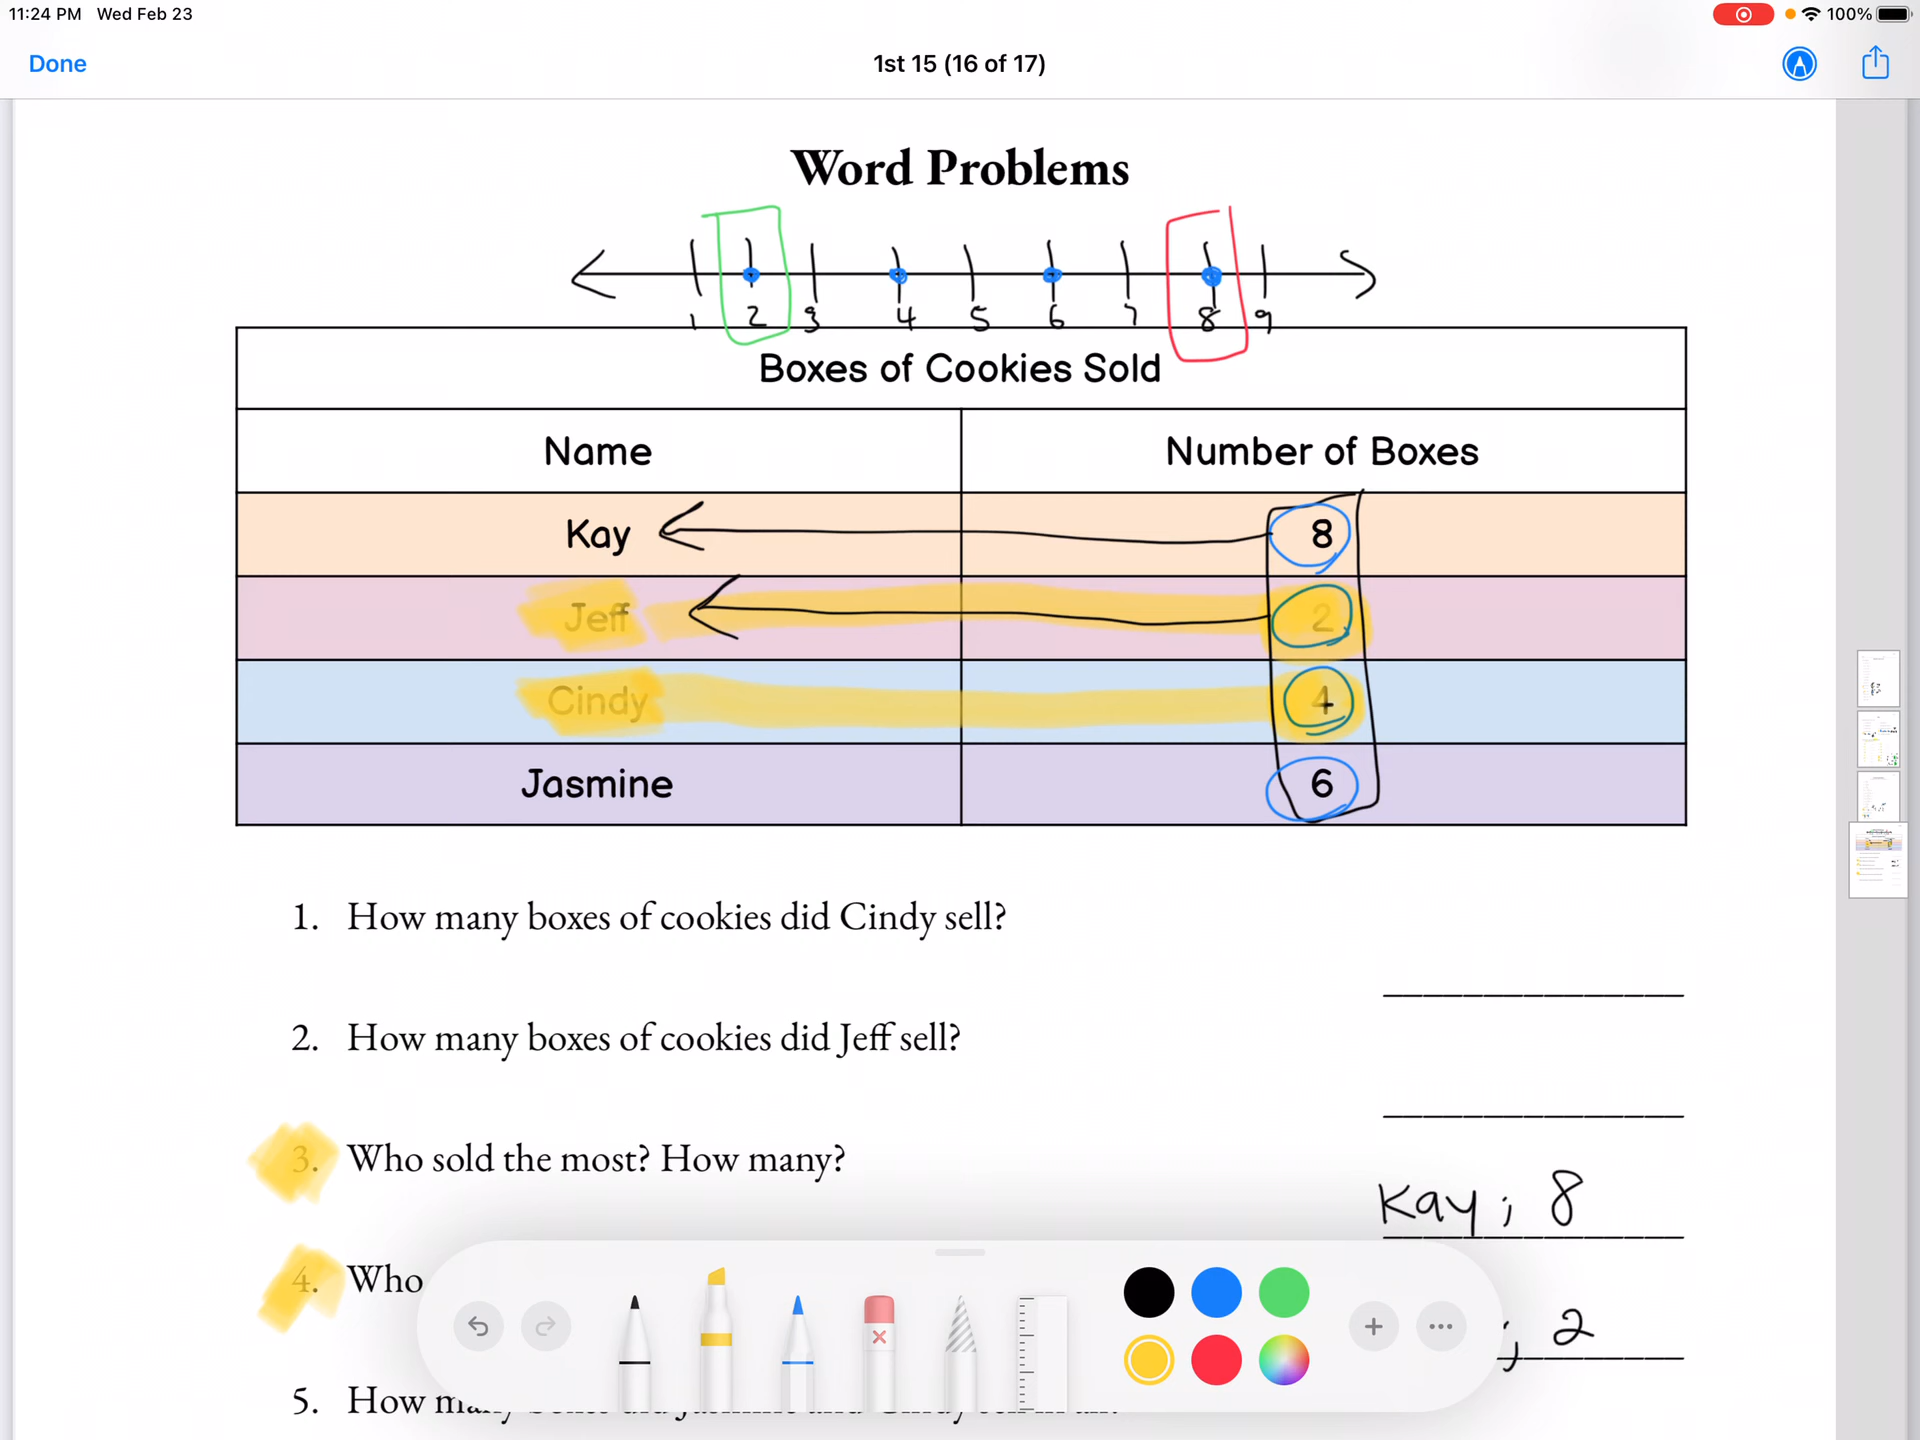 11:24 PM Wed Feb 23 100%
Done 1st 15 (16 of 17)
Word Problems
1 2 3 4 5 6 7 8 9
Boxes of Cookies Sold
Name Number of Boxes
Kay 8
Jeff 2
Cindy 4
Jasmine 6
1. How many boxes of cookies did Cindy sell?
2. How many boxes of cookies did Jeff sell?
3. Who sold the most? How many?
Kay ; 8
4. Who
; 2
5. How many